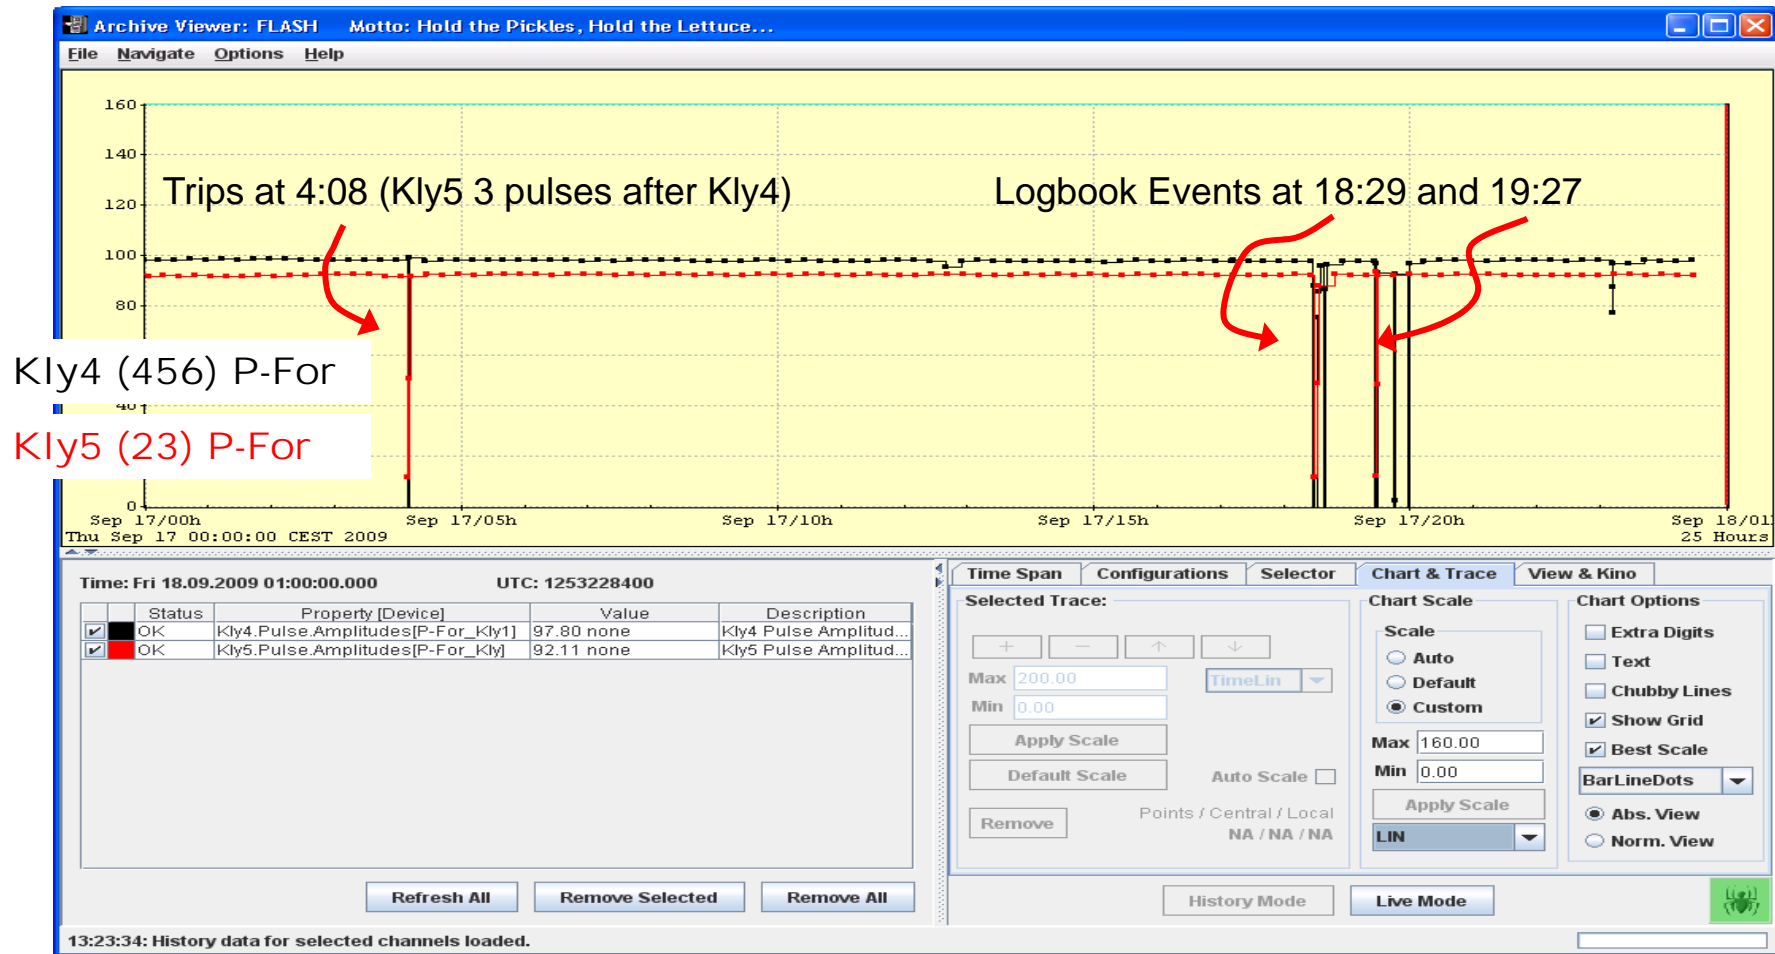 Archive Viewer: FLASH Motto: Hold the Pickles, Hold the Lettuce...
File Navigate Options Help
160
140
Trips at 4:08 (Kly5 3 pulses after Kly4)
Logbook Events at 18:29 and 19:27
120
100
80
Kly4 (456) P-For
40
Kly5 (23) P-For
0
Sep 17/00h Sep 17/05h Sep 17/10h Sep 17/15h Sep 17/20h Sep 18/01
Thu Sep 17 00:00:00 CEST 2009 25 Hours
Time: Fri 18.09.2009 01:00:00.000 UTC: 1253228400
Status Property [Device] Value Description
OK Kly4.Pulse.Amplitudes[P-For_Kly1] 97.80 none Kly4 Pulse Amplitud...
OK Kly5.Pulse.Amplitudes[P-For_Kly] 92.11 none Kly5 Pulse Amplitud...
Refresh All Remove Selected Remove All
Time Span Configurations Selector Chart & Trace View & Kino
Selected Trace:
+ − ↑ ↓
Max 200.00 TimeLin
Min 0.00
Apply Scale
Default Scale Auto Scale
Remove Points / Central / Local
NA / NA / NA
Chart Scale
Scale
Auto
Default
Custom
Max 160.00
Min 0.00
Apply Scale
LIN
Chart Options
Extra Digits
Text
Chubby Lines
Show Grid
Best Scale
BarLineDots
Abs. View
Norm. View
History Mode Live Mode
13:23:34: History data for selected channels loaded.